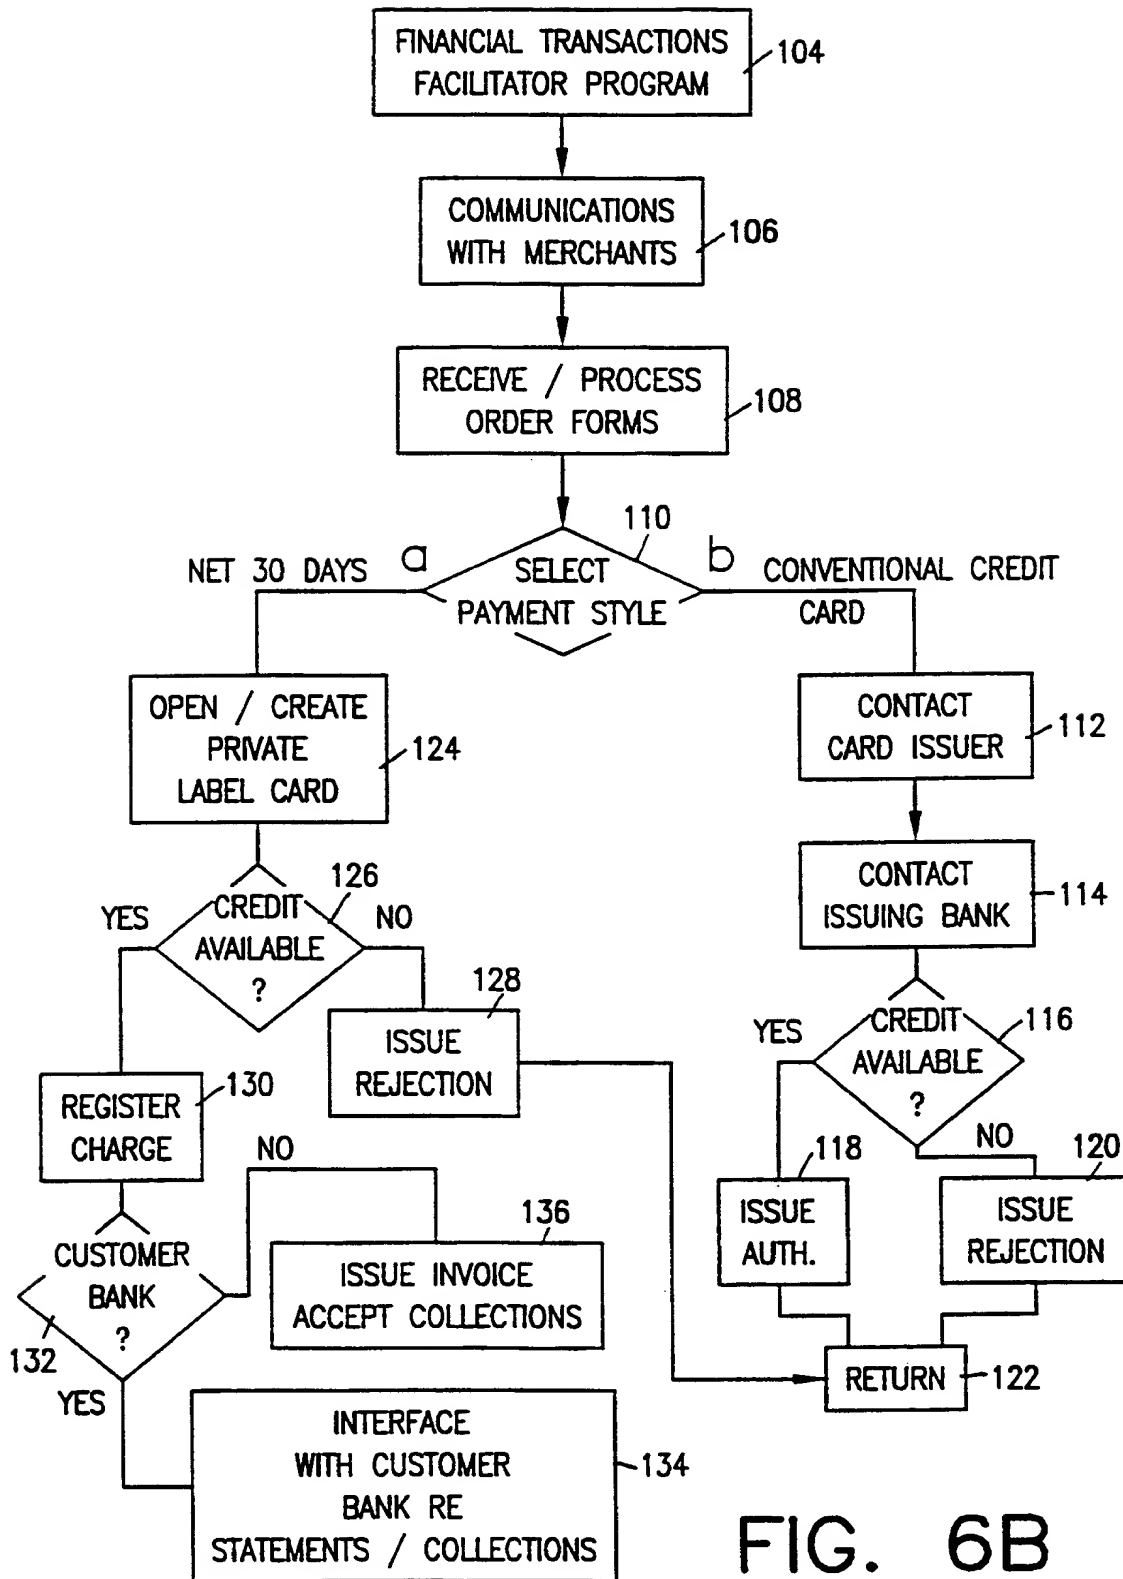 FINANCIAL TRANSACTIONS
FACILITATOR PROGRAM
104
COMMUNICATIONS
WITH MERCHANTS
106
RECEIVE / PROCESS
ORDER FORMS
108
110
a
b
NET 30 DAYS
SELECT
PAYMENT STYLE
CONVENTIONAL CREDIT
CARD
OPEN / CREATE
PRIVATE
LABEL CARD
124
CONTACT
CARD ISSUER
112
CONTACT
ISSUING BANK
114
YES
CREDIT
AVAILABLE
?
126
NO
128
ISSUE
REJECTION
YES
CREDIT
AVAILABLE
?
116
NO
REGISTER
CHARGE
130
NO
118
ISSUE
AUTH.
120
ISSUE
REJECTION
CUSTOMER
BANK
?
132
YES
136
ISSUE INVOICE
ACCEPT COLLECTIONS
RETURN
122
INTERFACE
WITH CUSTOMER
BANK RE
STATEMENTS / COLLECTIONS
134
FIG. 6B